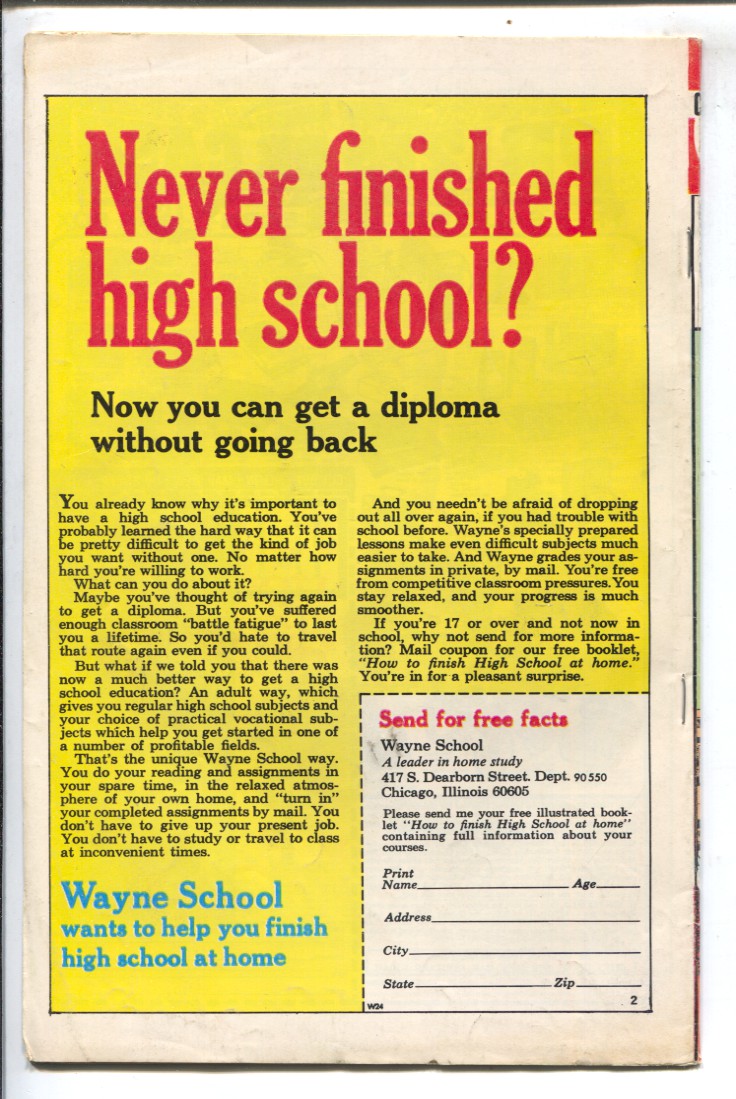 Never finished
high school?
Now you can get a diploma
without going back
You already know why it's important to
have a high school education. You've
probably learned the hard way that it can
be pretty difficult to get the kind of job
you want without one. No matter how
hard you're willing to work.
What can you do about it?
Maybe you've thought of trying again
to get a diploma. But you've suffered
enough classroom "battle fatigue" to last
you a lifetime. So you'd hate to travel
that route again even if you could.
But what if we told you that there was
now a much better way to get a high
school education? An adult way, which
gives you regular high school subjects and
your choice of practical vocational sub-
jects which help you get started in one of
a number of profitable fields.
That's the unique Wayne School way.
You do your reading and assignments in
your spare time, in the relaxed atmos-
phere of your own home, and "turn in"
your completed assignments by mail. You
don't have to give up your present job.
You don't have to study or travel to class
at inconvenient times.
Wayne School
wants to help you finish
high school at home
And you needn't be afraid of dropping
out all over again, if you had trouble with
school before. Wayne's specially prepared
lessons make even difficult subjects much
easier to take. And Wayne grades your as-
signments in private, by mail. You're free
from competitive classroom pressures. You
stay relaxed, and your progress is much
smoother.
If you're 17 or over and not now in
school, why not send for more informa-
tion? Mail coupon for our free booklet,
"How to finish High School at home."
You're in for a pleasant surprise.
Send for free facts
Wayne School
A leader in home study
417 S. Dearborn Street. Dept. 90 550
Chicago, Illinois 60605
Please send me your free illustrated book-
let "How to finish High School at home"
containing full information about your
courses.
Print
Name Age
Address
City
State Zip
W24 2